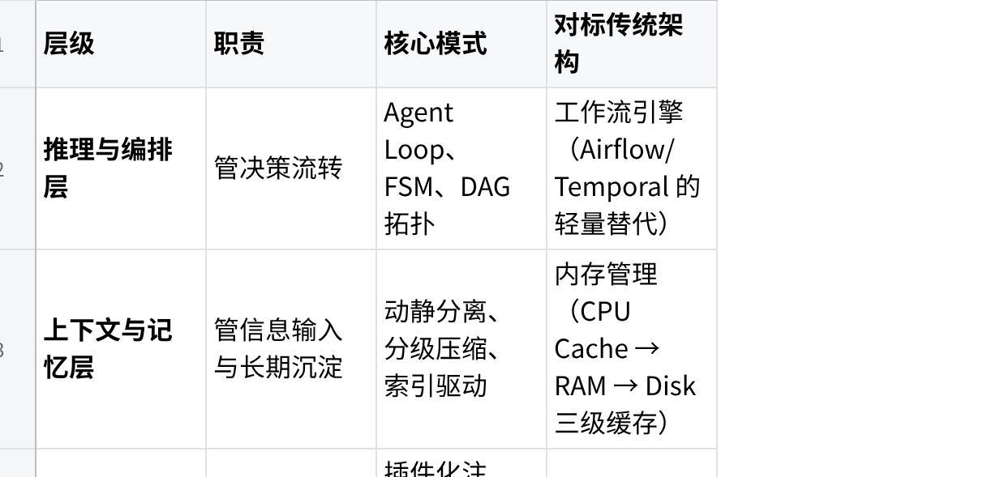 1
层级
职责
核心模式
对标传统架
构
2
推理与编排
层
管决策流转
Agent
Loop、
FSM、DAG
拓扑
工作流引擎
（Airflow/
Temporal 的
轻量替代）
3
上下文与记
忆层
管信息输入
与长期沉淀
动静分离、
分级压缩、
索引驱动
内存管理
（CPU
Cache →
RAM → Disk
三级缓存）
插件化注